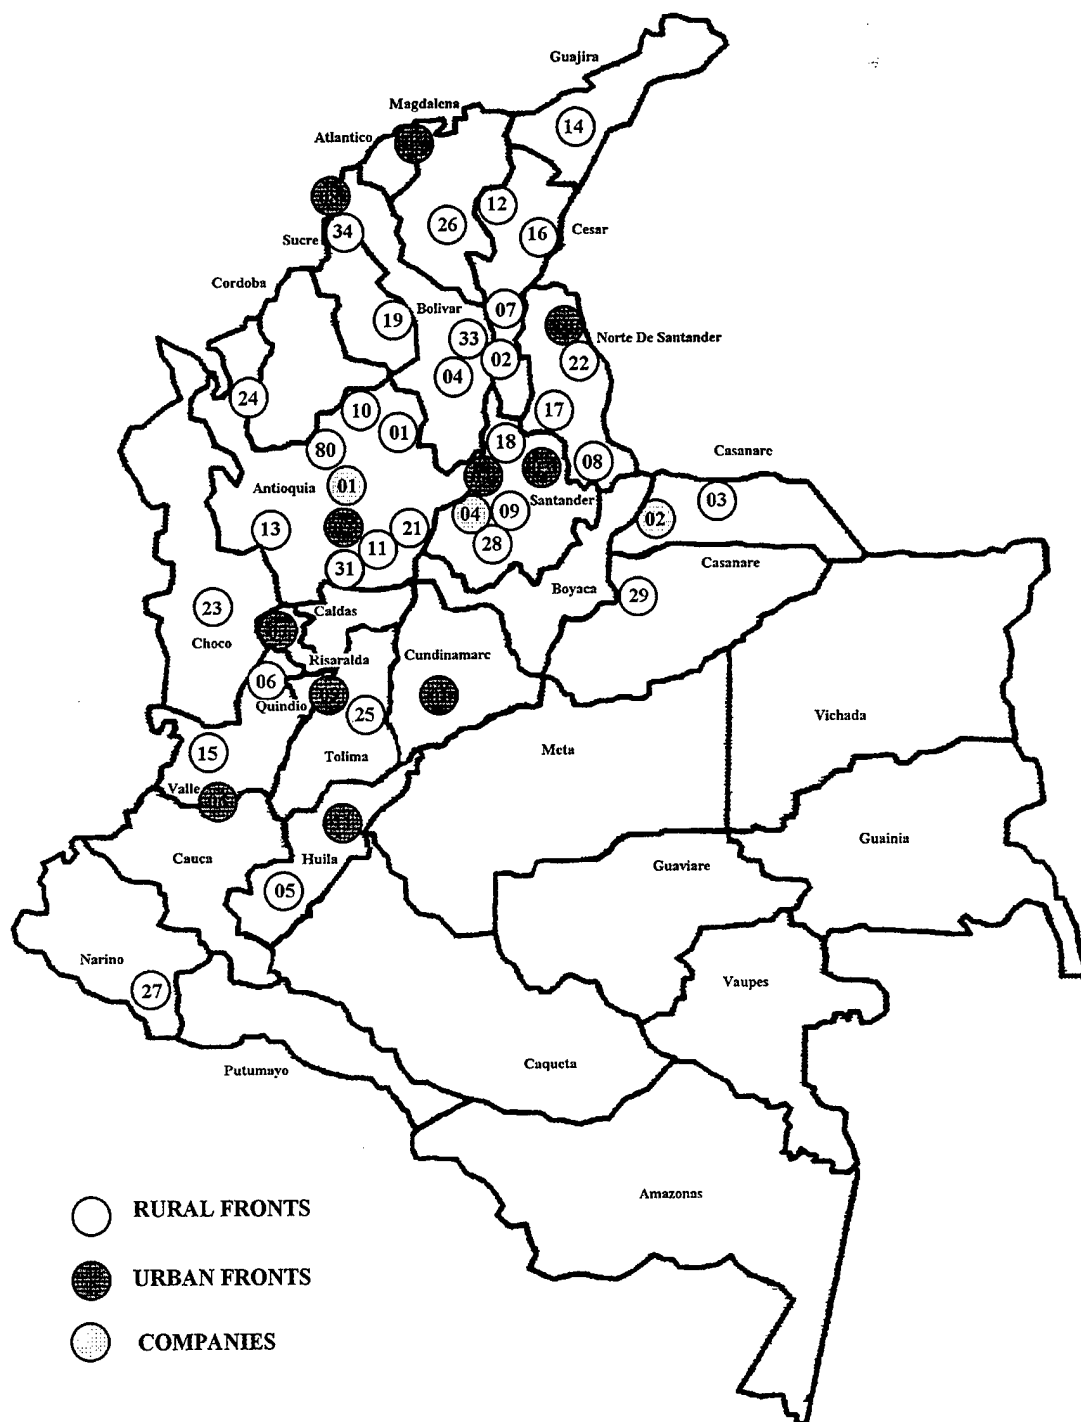 Guajira
Magdalena
14
Atlantico
12
26
16
Cesar
34
Sucre
Cordoba
07
Bolivar
19
33
Norte De Santander
02
22
04
24
10
17
01
18
80
08
Casanare
Antioquia
01
03
Santander
04
09
02
13
21
28
11
31
Casanare
Boyaca
29
23
Caldas
Choco
Risaralda
Cundinamarc
06
Quindio
09
25
Vichada
15
Tolima
Meta
Valle
Cauca
Huila
Guainia
Guaviare
05
Narino
27
Vaupes
Putumayo
Caqueta
Amazonas
RURAL FRONTS
URBAN FRONTS
COMPANIES